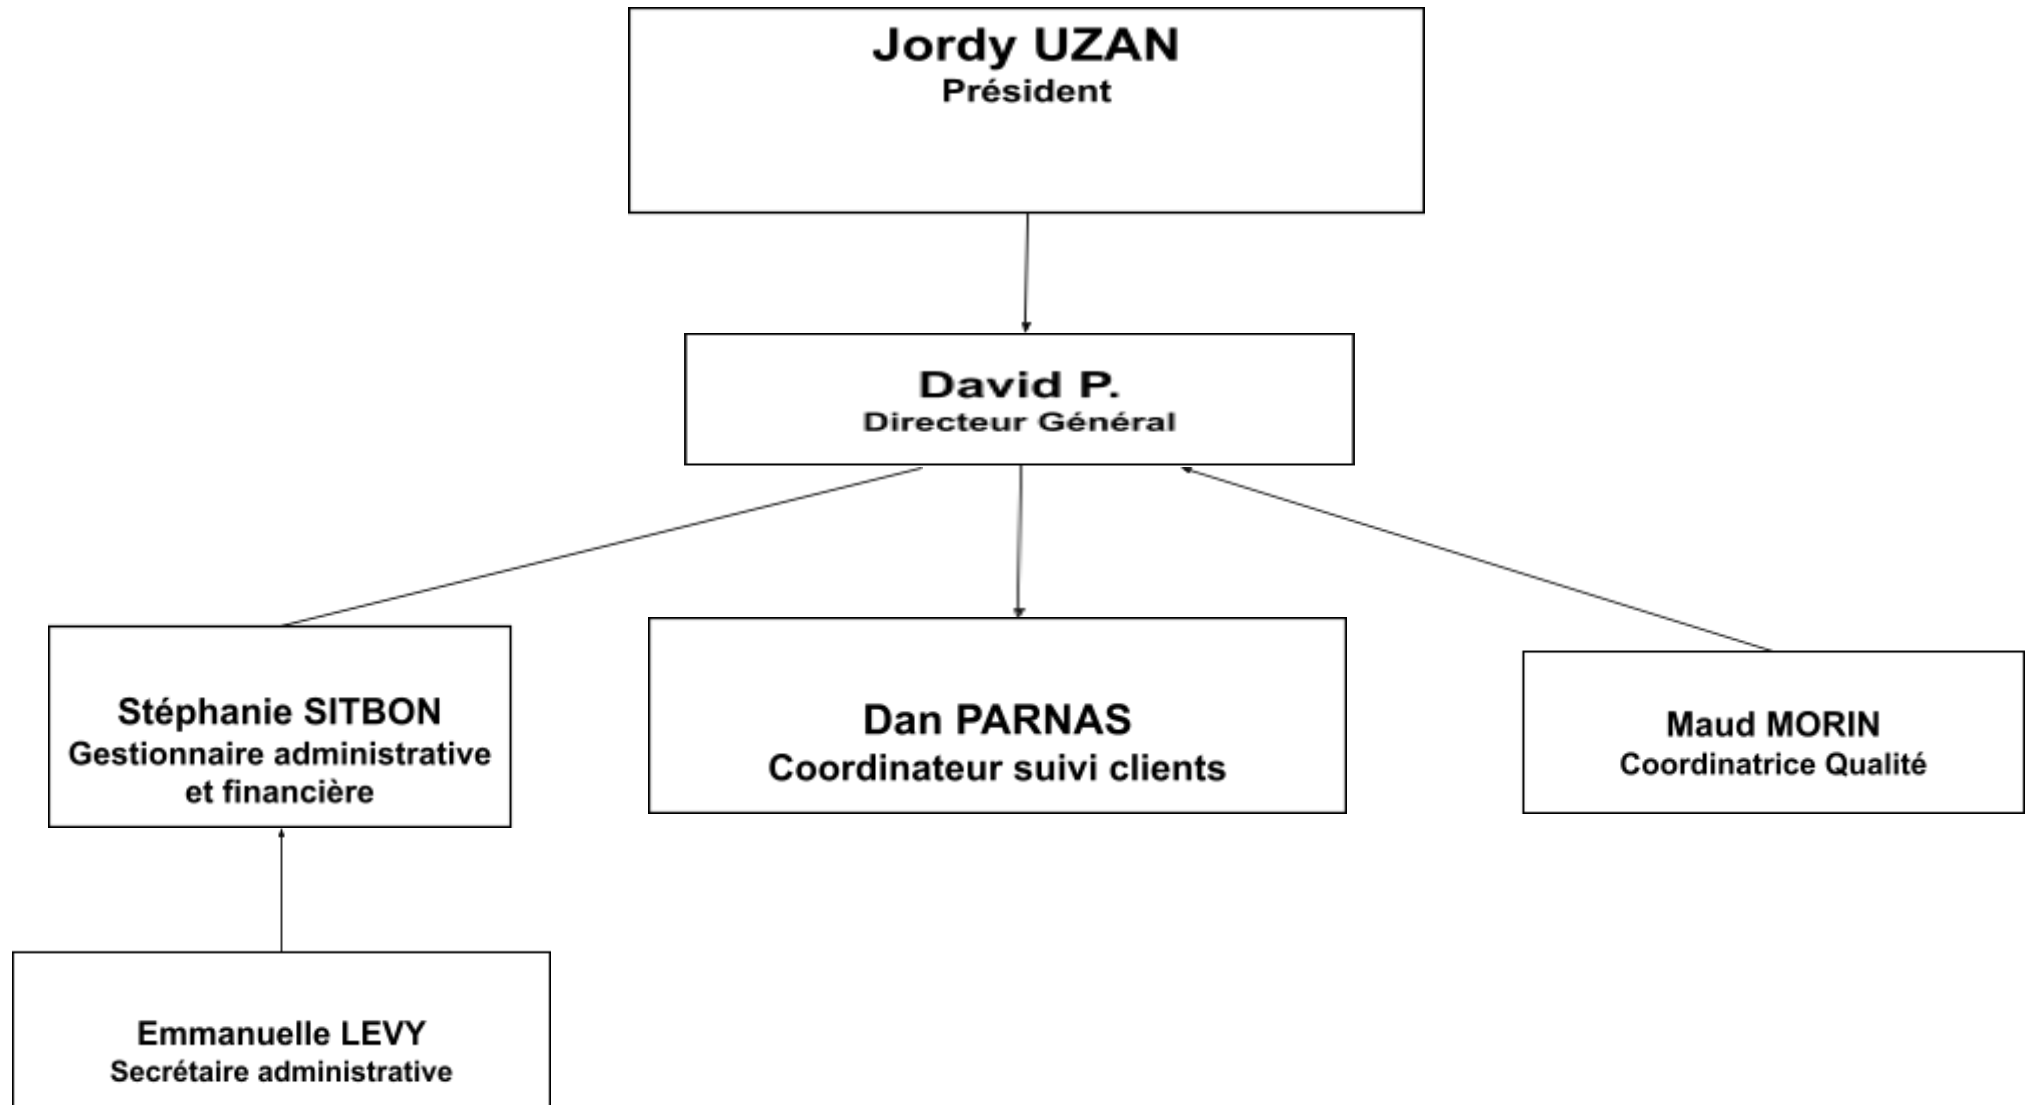 Jordy UZAN
Président
David P.
Directeur Général
Stéphanie SITBON
Gestionnaire administrative
et financière
Dan PARNAS
Coordinateur suivi clients
Maud MORIN
Coordinatrice Qualité
Emmanuelle LEVY
Secrétaire administrative